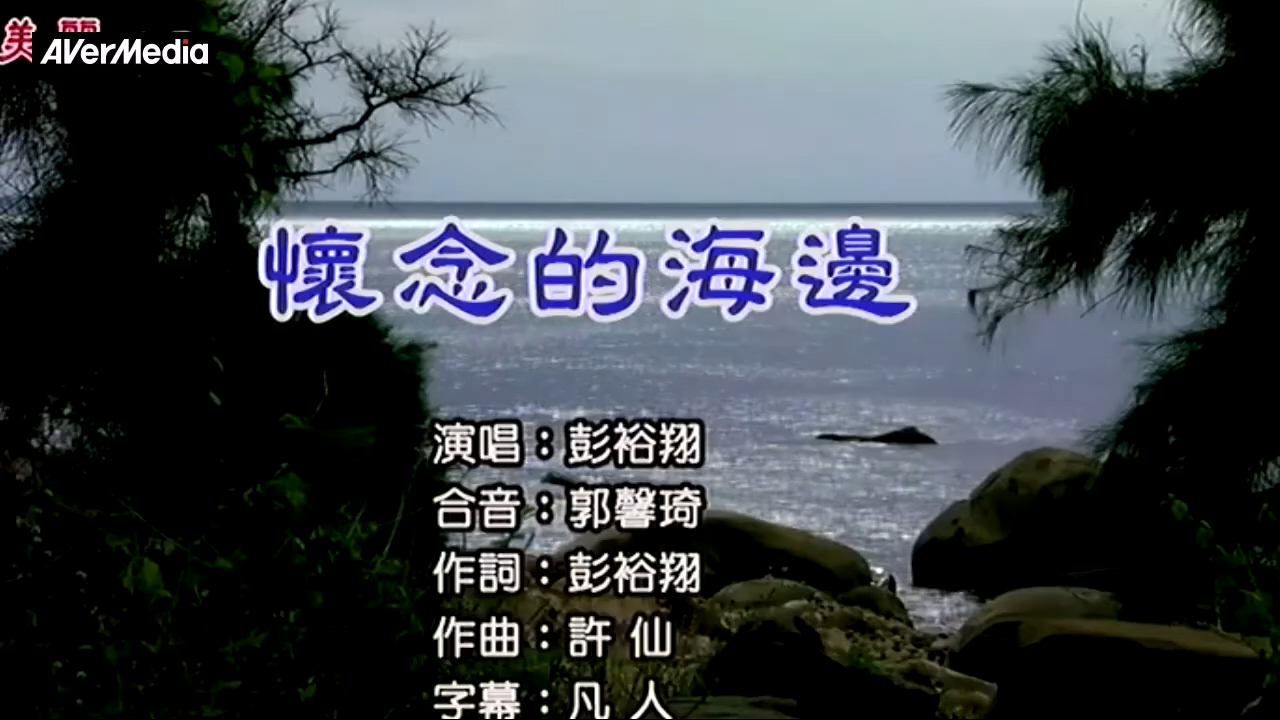 美麗
AVerMedia
懷念的海邊
演唱：彭裕翔
合音：郭馨琦
作詞：彭裕翔
作曲：許 仙
字幕：凡 人